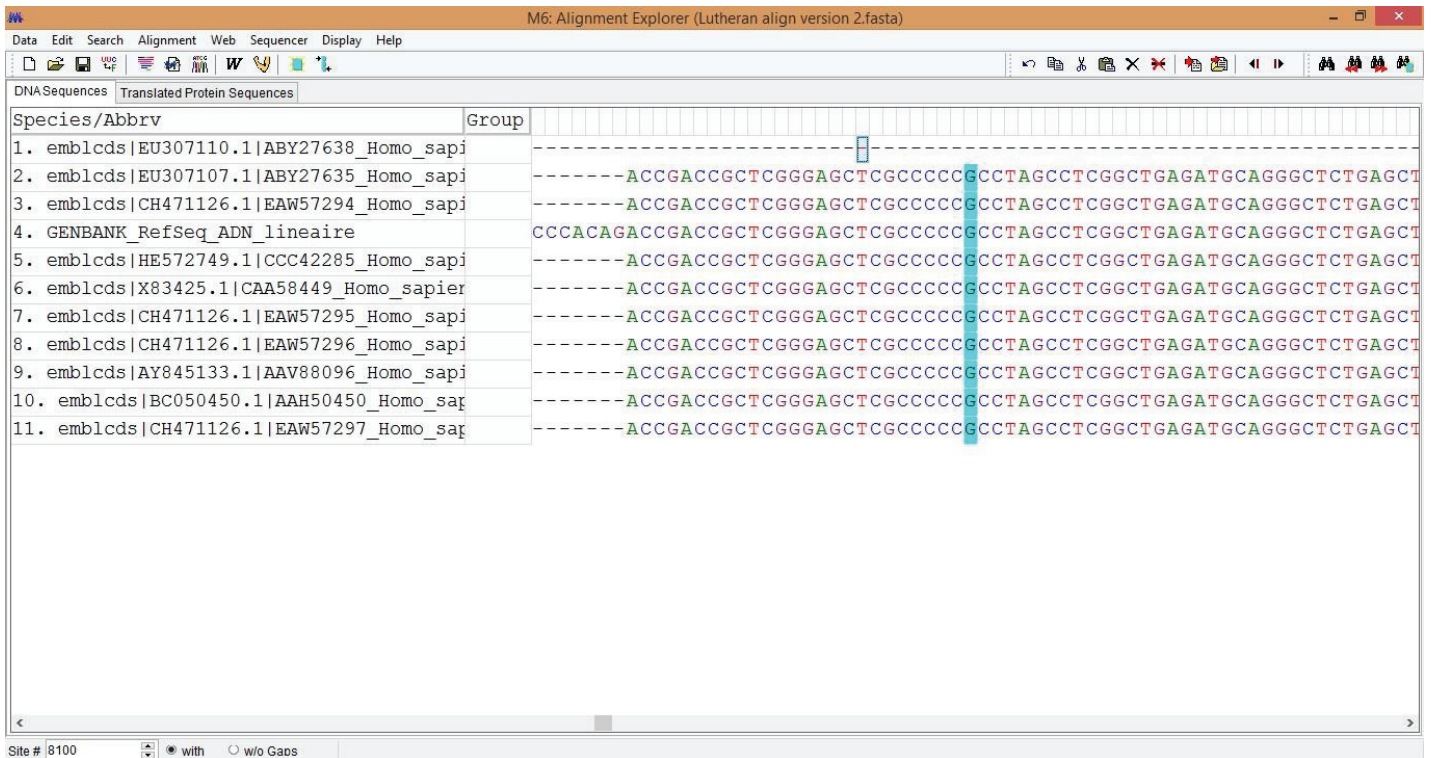 M6: Alignment Explorer (Lutheran align version 2.fasta)
Data Edit Search Alignment Web Sequencer Display Help
W
DNA Sequences Translated Protein Sequences
Species/Abbrv Group
1. emblcds|EU307110.1|ABY27638_Homo_sapi ------------------------------------------------------------------
2. emblcds|EU307107.1|ABY27635_Homo_sapi -------ACCGACCGCTCGGGAGCTCGCCCCCGCCTAGCCTCGGCTGAGATGCAGGGCTCTGAGCT
3. emblcds|CH471126.1|EAW57294_Homo_sapi -------ACCGACCGCTCGGGAGCTCGCCCCCGCCTAGCCTCGGCTGAGATGCAGGGCTCTGAGCT
4. GENBANK_RefSeq_ADN_lineaire CCCACAGACCGACCGCTCGGGAGCTCGCCCCCGCCTAGCCTCGGCTGAGATGCAGGGCTCTGAGCT
5. emblcds|HE572749.1|CCC42285_Homo_sapi -------ACCGACCGCTCGGGAGCTCGCCCCCGCCTAGCCTCGGCTGAGATGCAGGGCTCTGAGCT
6. emblcds|X83425.1|CAA58449_Homo_sapien -------ACCGACCGCTCGGGAGCTCGCCCCCGCCTAGCCTCGGCTGAGATGCAGGGCTCTGAGCT
7. emblcds|CH471126.1|EAW57295_Homo_sapi -------ACCGACCGCTCGGGAGCTCGCCCCCGCCTAGCCTCGGCTGAGATGCAGGGCTCTGAGCT
8. emblcds|CH471126.1|EAW57296_Homo_sapi -------ACCGACCGCTCGGGAGCTCGCCCCCGCCTAGCCTCGGCTGAGATGCAGGGCTCTGAGCT
9. emblcds|AY845133.1|AAV88096_Homo_sapi -------ACCGACCGCTCGGGAGCTCGCCCCCGCCTAGCCTCGGCTGAGATGCAGGGCTCTGAGCT
10. emblcds|BC050450.1|AAH50450_Homo_sap -------ACCGACCGCTCGGGAGCTCGCCCCCGCCTAGCCTCGGCTGAGATGCAGGGCTCTGAGCT
11. emblcds|CH471126.1|EAW57297_Homo_sap -------ACCGACCGCTCGGGAGCTCGCCCCCGCCTAGCCTCGGCTGAGATGCAGGGCTCTGAGCT
Site # 8100 with w/o Gaps